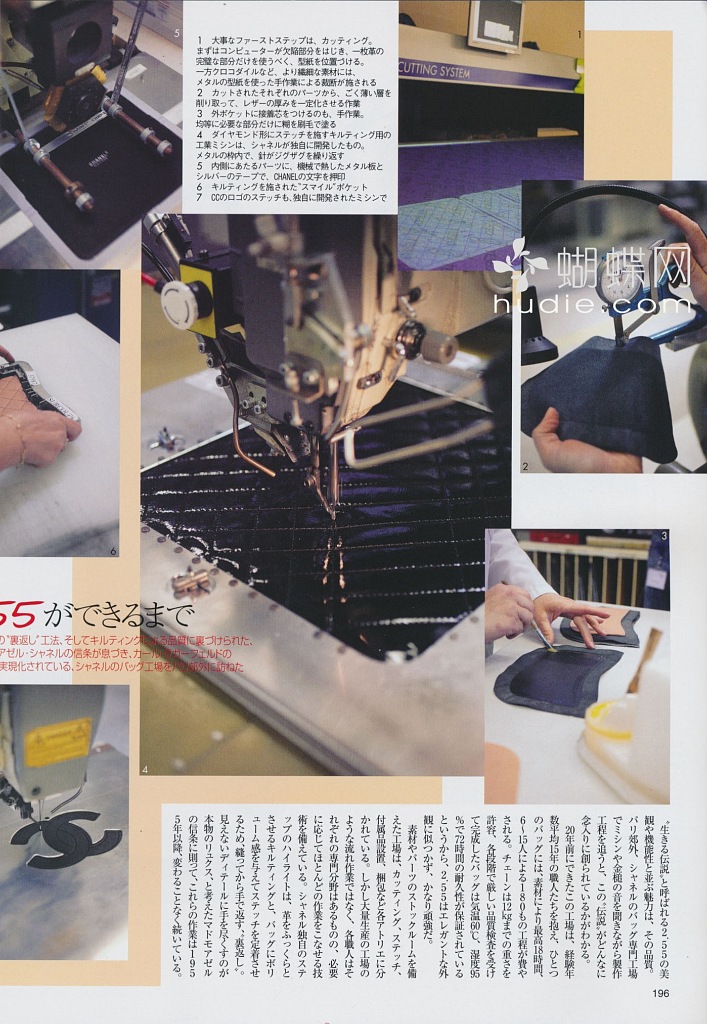 1　大事なファーストステップは、カッティング。
まずはコンピューターが欠陥部分をはじき、一枚革の
完璧な部分だけを使うべく、型紙を位置づける。
一方クロコダイルなど、より繊細な素材には、
メタルの型紙を使った手作業による裁断が施される
2　カットされたそれぞれのパーツから、ごく薄い層を
削り取って、レザーの厚みを一定化させる作業
3　外ポケットに接着芯をつけるのも、手作業。
均等に必要な部分だけに糊を刷毛で塗る
4　ダイヤモンド形にステッチを施すキルティング用の
工業ミシンは、シャネルが独自に開発したもの。
メタルの枠内で、針がジグザグを繰り返す
5　内側にあたるパーツに、機械で熱したメタル板と
シルバーのテープで、CHANELの文字を押印
6　キルティングを施された"スマイル"ポケット
7　CCのロゴのステッチも、独自に開発されたミシンで
5
1
CUTTING SYSTEM
CHANEL
蝴蝶网
hudie.com
2
6
3
4
55ができるまで
の"裏返し"工法、そしてキルティング
品質に裏づけられた、
アゼル・シャネルの信条が息づき、カール
実現化されている、シャネルのバッグ工場を
に訪ねた
"生きる伝説"と呼ばれる2.55の美
観や機能性と並ぶ魅力は、その品質。
パリ郊外、シャネルのバッグ専門工場
でミシンや金槌の音を聞きながら製作
工程を追うと、この"伝説"がどんなに
念入りに創られているかがわかる。
20年前にできたこの工場は、経験年
数平均15年の職人たちを抱え、ひとつ
のバッグには、素材により最高18時間、
6〜15人による180もの工程が費や
される。チェーンは12kgまでの重さを
許容、各段階で厳しい品質検査を受け
て完成したバッグは気温60℃、湿度95
%で72時間の耐久性が保証されている
というから、2.55はエレガントな外
観に似つかず、かなり頑強だ。
素材やパーツのストックルームを備
えた工場は、カッティング、ステッチ、
付属品設置、梱包など各アトリエに分
かれている。しかし大量生産の工場の
ような流れ作業ではなく、各職人はそ
れぞれの専門分野はあるものの、必要
に応じてほとんどの作業をこなせる技
術を備えている。シャネル独自のステ
ップのハイライトは、革をふっくらと
させるキルティングと、バッグにボリ
ューム感を与えてステッチを定着させ
るため、縫ってから手で返す"裏返し"。
見えないディテールに手を尽くすのが
本物のリュクス、と考えたマドモアゼル
の信条に則って、これらの作業は195
5年以降、変わることなく続いている。
196